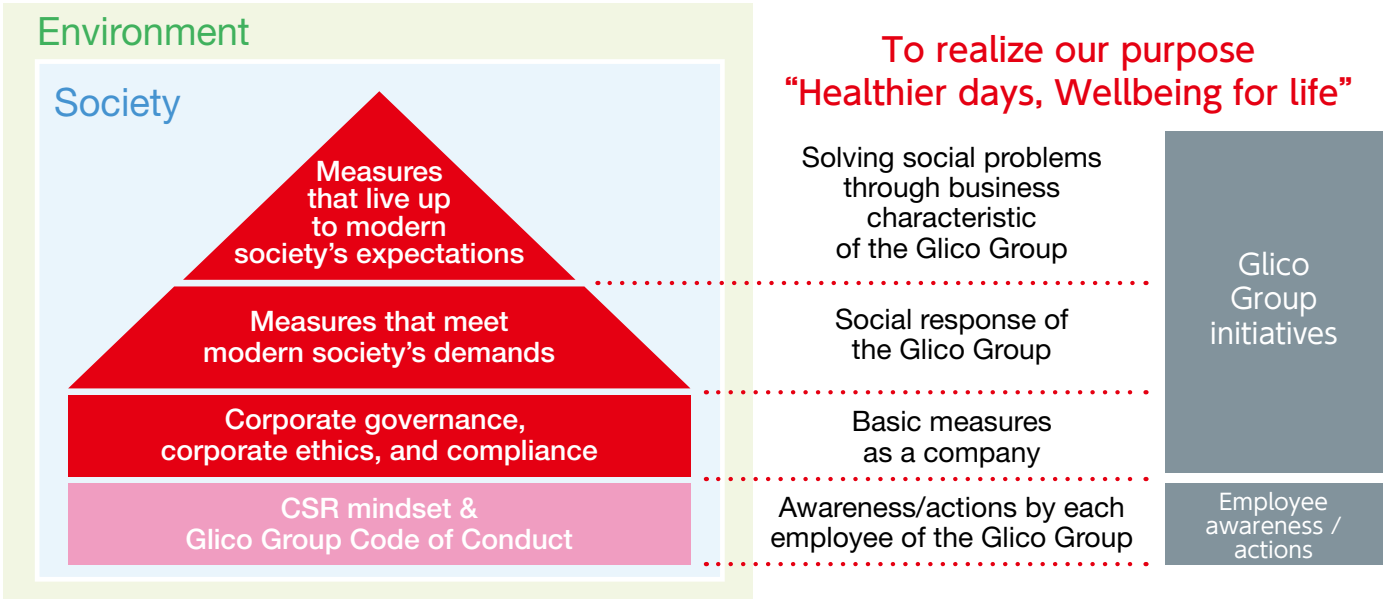 Environment
Society
Measures
that live up
to modern
society’s expectations
Measures that meet
modern society’s demands
Corporate governance,
corporate ethics, and compliance
CSR mindset &
Glico Group Code of Conduct
To realize our purpose
“Healthier days, Wellbeing for life”
Solving social problems
through business
characteristic
of the Glico Group
Social response of
the Glico Group
Basic measures
as a company
Awareness/actions by each
employee of the Glico Group
Glico
Group
initiatives
Employee
awareness /
actions